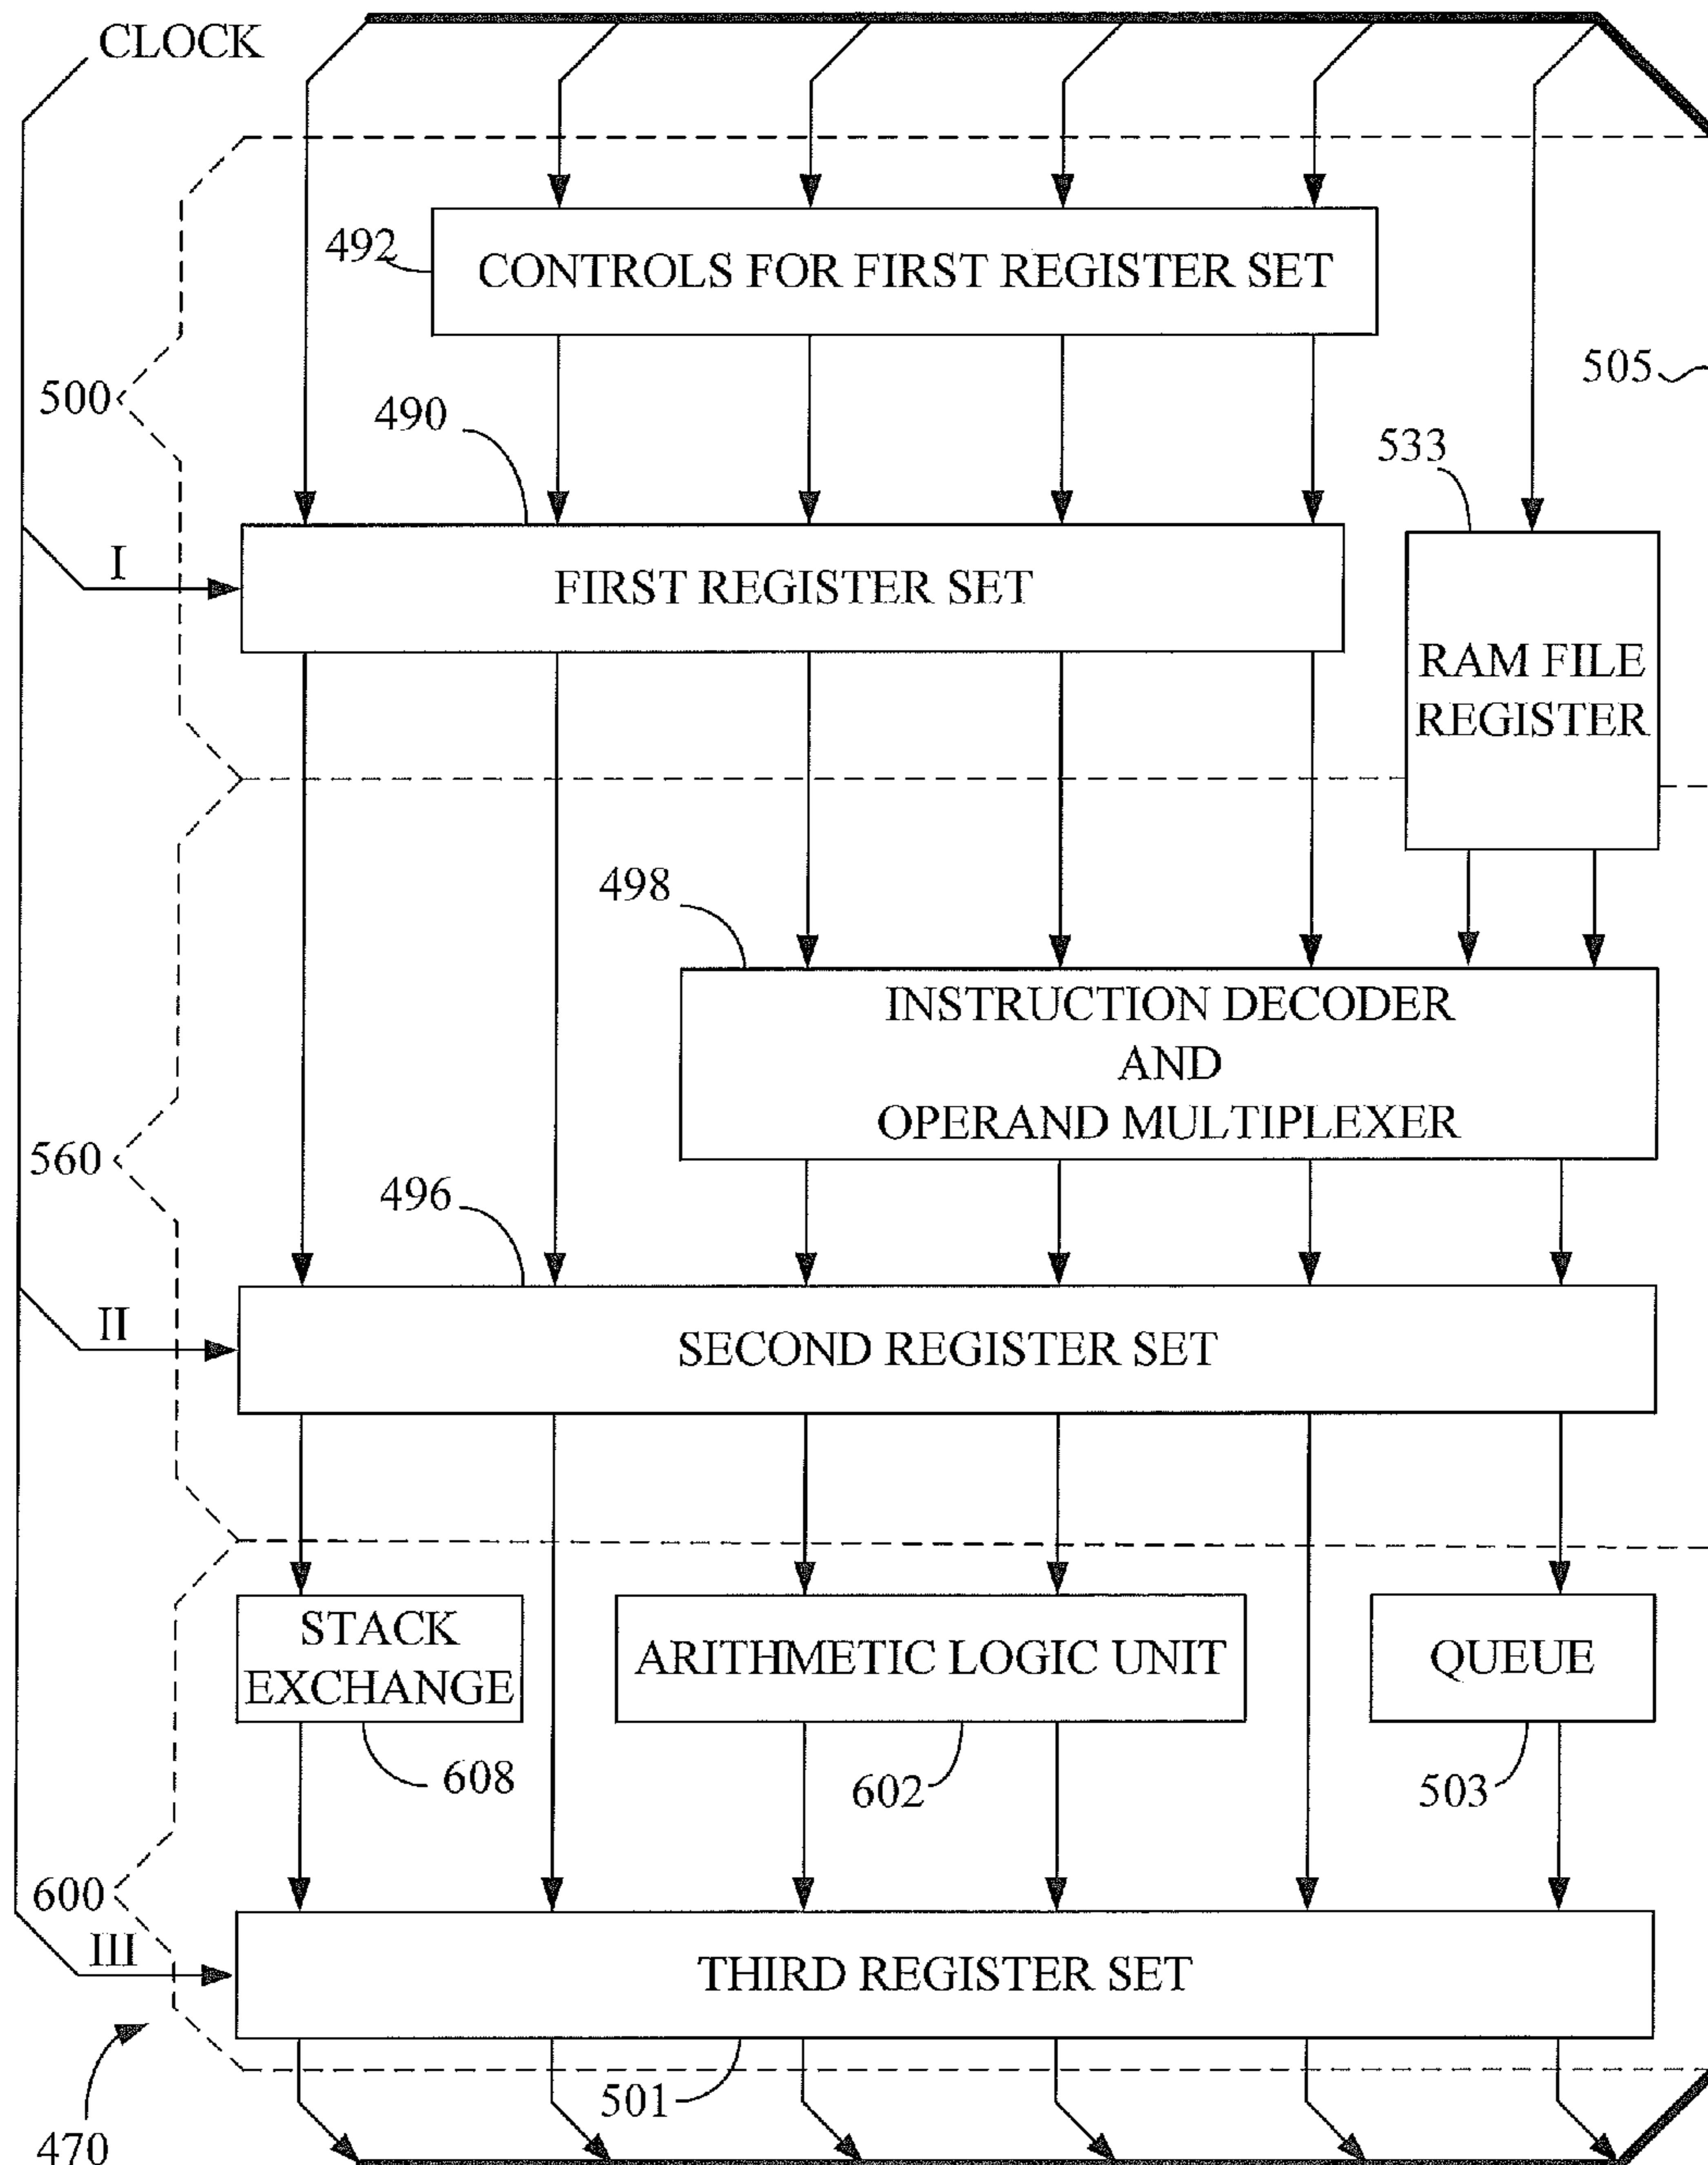 CLOCK
492
CONTROLS FOR FIRST REGISTER SET
505
500
490
533
I
FIRST REGISTER SET
RAM FILE
REGISTER
498
INSTRUCTION DECODER
AND
OPERAND MULTIPLEXER
560
496
II
SECOND REGISTER SET
STACK
EXCHANGE
ARITHMETIC LOGIC UNIT
QUEUE
608
602
503
600
III
THIRD REGISTER SET
501
470